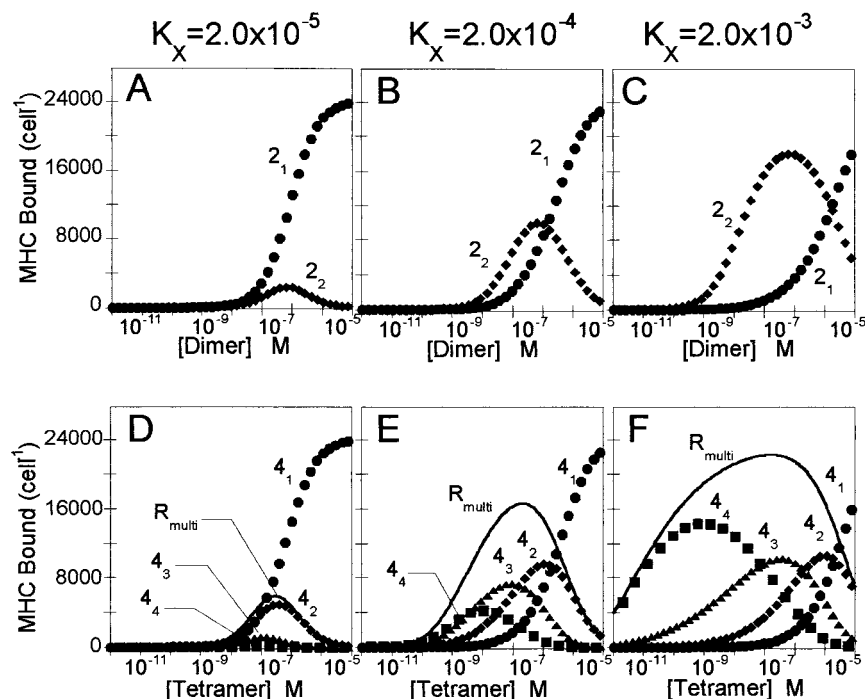 K_X=2.0x10^-5 K_X=2.0x10^-4 K_X=2.0x10^-3
MHC Bound (cell^-1)
24000
16000
8000
0
A
2_1
2_2
10^-11 10^-9 10^-7 10^-5
[Dimer] M
B
2_1
2_2
10^-11 10^-9 10^-7 10^-5
[Dimer] M
C
2_2
2_1
10^-11 10^-9 10^-7 10^-5
[Dimer] M
MHC Bound (cell^-1)
24000
16000
8000
0
D
4_1
R_multi
4_3
4_4
4_2
10^-11 10^-9 10^-7 10^-5
[Tetramer] M
E
4_1
R_multi
4_3 4_2
4_4
10^-11 10^-9 10^-7 10^-5
[Tetramer] M
F
R_multi
4_1
4_4
4_3 4_2
10^-11 10^-9 10^-7 10^-5
[Tetramer] M